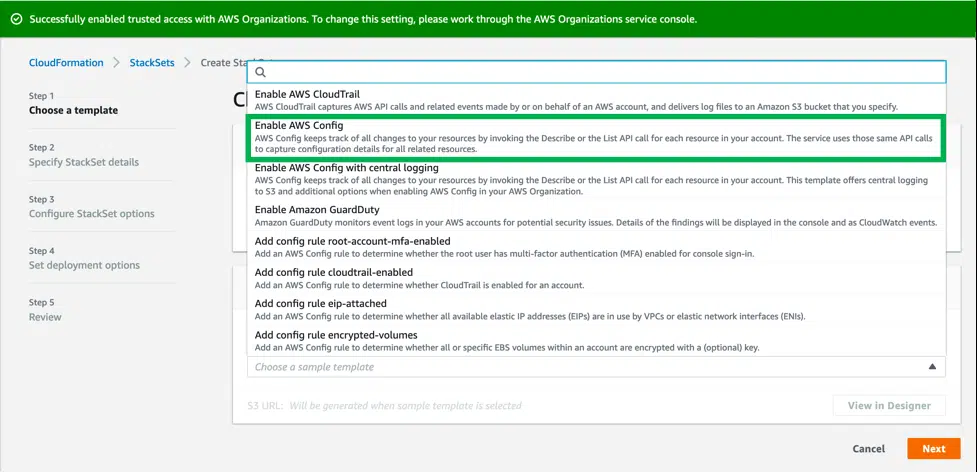 Successfully enabled trusted access with AWS Organizations. To change this setting, please work through the AWS Organizations service console.
CloudFormation > StackSets > Create
Step 1
Choose a template
Step 2
Specify StackSet details
Step 3
Configure StackSet options
Step 4
Set deployment options
Step 5
Review
Enable AWS CloudTrail
AWS CloudTrail captures AWS API calls and related events made by or on behalf of an AWS account, and delivers log files to an Amazon S3 bucket that you specify.
Enable AWS Config
AWS Config keeps track of all changes to your resources by invoking the Describe or the List API call for each resource in your account. The service uses those same API calls
to capture configuration details for all related resources.
Enable AWS Config with central logging
AWS Config keeps track of all changes to your resources by invoking the Describe or the List API call for each resource in your account. This template offers central logging
to S3 and additional options when enabling AWS Config in your AWS Organization.
Enable Amazon GuardDuty
Amazon GuardDuty monitors event logs in your AWS accounts for potential security issues. Details of the findings will be displayed in the console and as CloudWatch events.
Add config rule root-account-mfa-enabled
Add an AWS Config rule to determine whether the root user has multi-factor authentication (MFA) enabled for console sign-in.
Add config rule cloudtrail-enabled
Add an AWS Config rule to determine whether CloudTrail is enabled for an account.
Add config rule eip-attached
Add an AWS Config rule to determine whether all available elastic IP addresses (EIPs) are in use by VPCs or elastic network interfaces (ENIs).
Add config rule encrypted-volumes
Add an AWS Config rule to determine whether all or specific EBS volumes within an account are encrypted with a (optional) key.
Choose a sample template
S3 URL: Will be generated when sample template is selected
View in Designer
Cancel
Next